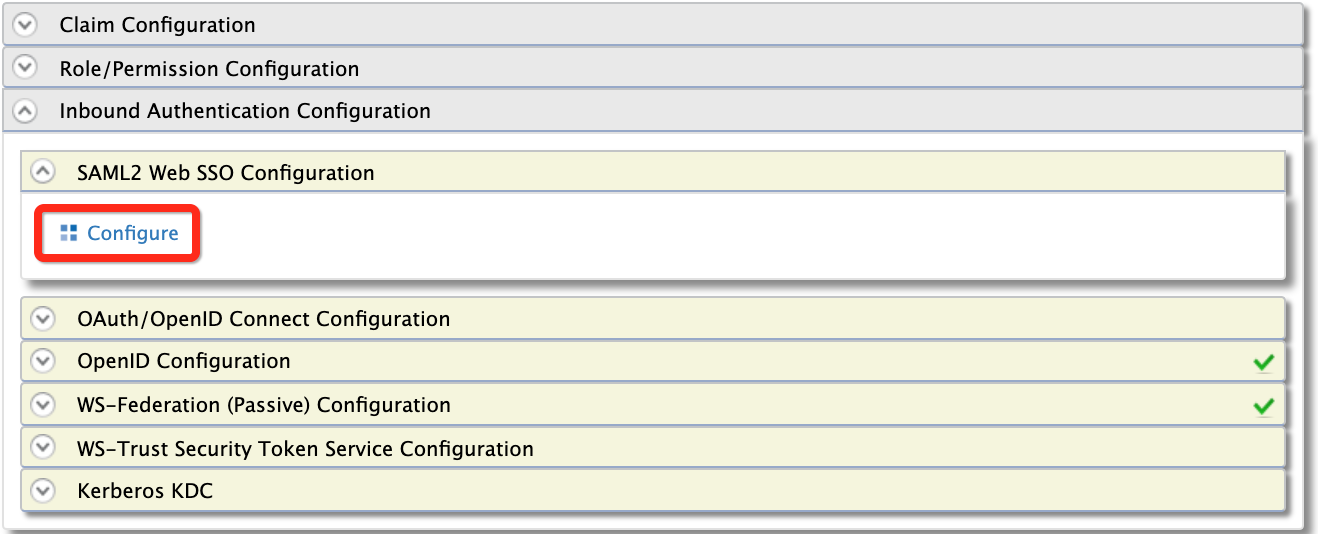 Claim Configuration
Role/Permission Configuration
Inbound Authentication Configuration
SAML2 Web SSO Configuration
Configure
OAuth/OpenID Connect Configuration
OpenID Configuration
WS-Federation (Passive) Configuration
WS-Trust Security Token Service Configuration
Kerberos KDC